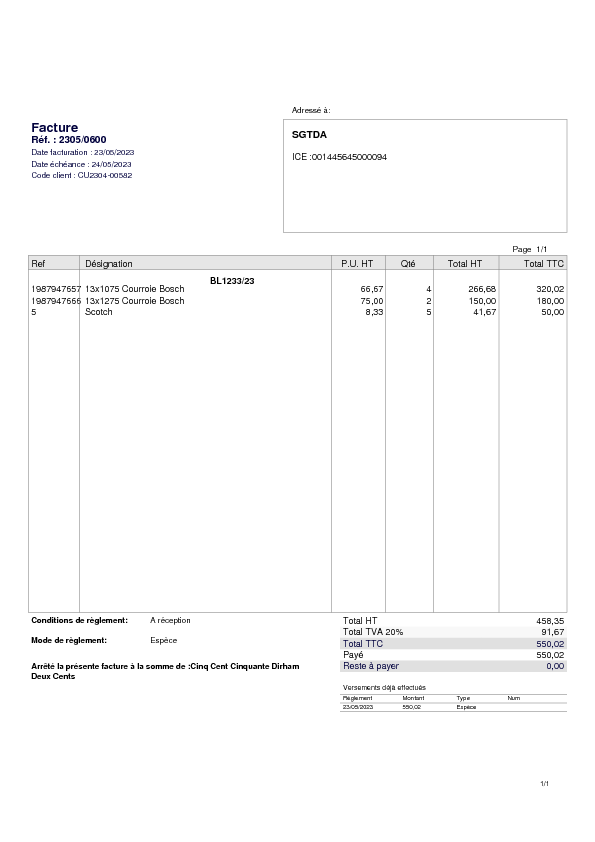 Adressé à:
Facture
Réf. : 2305/0600
Date facturation : 23/05/2023
Date échéance : 24/05/2023
Code client : CU2304-00582
SGTDA
ICE :001445645000094
Page 1/1
Ref Désignation P.U. HT Qté Total HT Total TTC
BL1233/23
1987947657 13x1075 Courroie Bosch 66,67 4 266,68 320,02
1987947666 13x1275 Courroie Bosch 75,00 2 150,00 180,00
5 Scotch 8,33 5 41,67 50,00
Conditions de règlement: A réception
Mode de règlement: Espèce
Arrêté la présente facture à la somme de :Cinq Cent Cinquante Dirham
Deux Cents
Total HT 458,35
Total TVA 20% 91,67
Total TTC 550,02
Payé 550,02
Reste à payer 0,00
Versements déjà effectués
Règlement Montant Type Num
23/05/2023 550,02 Espèce
1/1